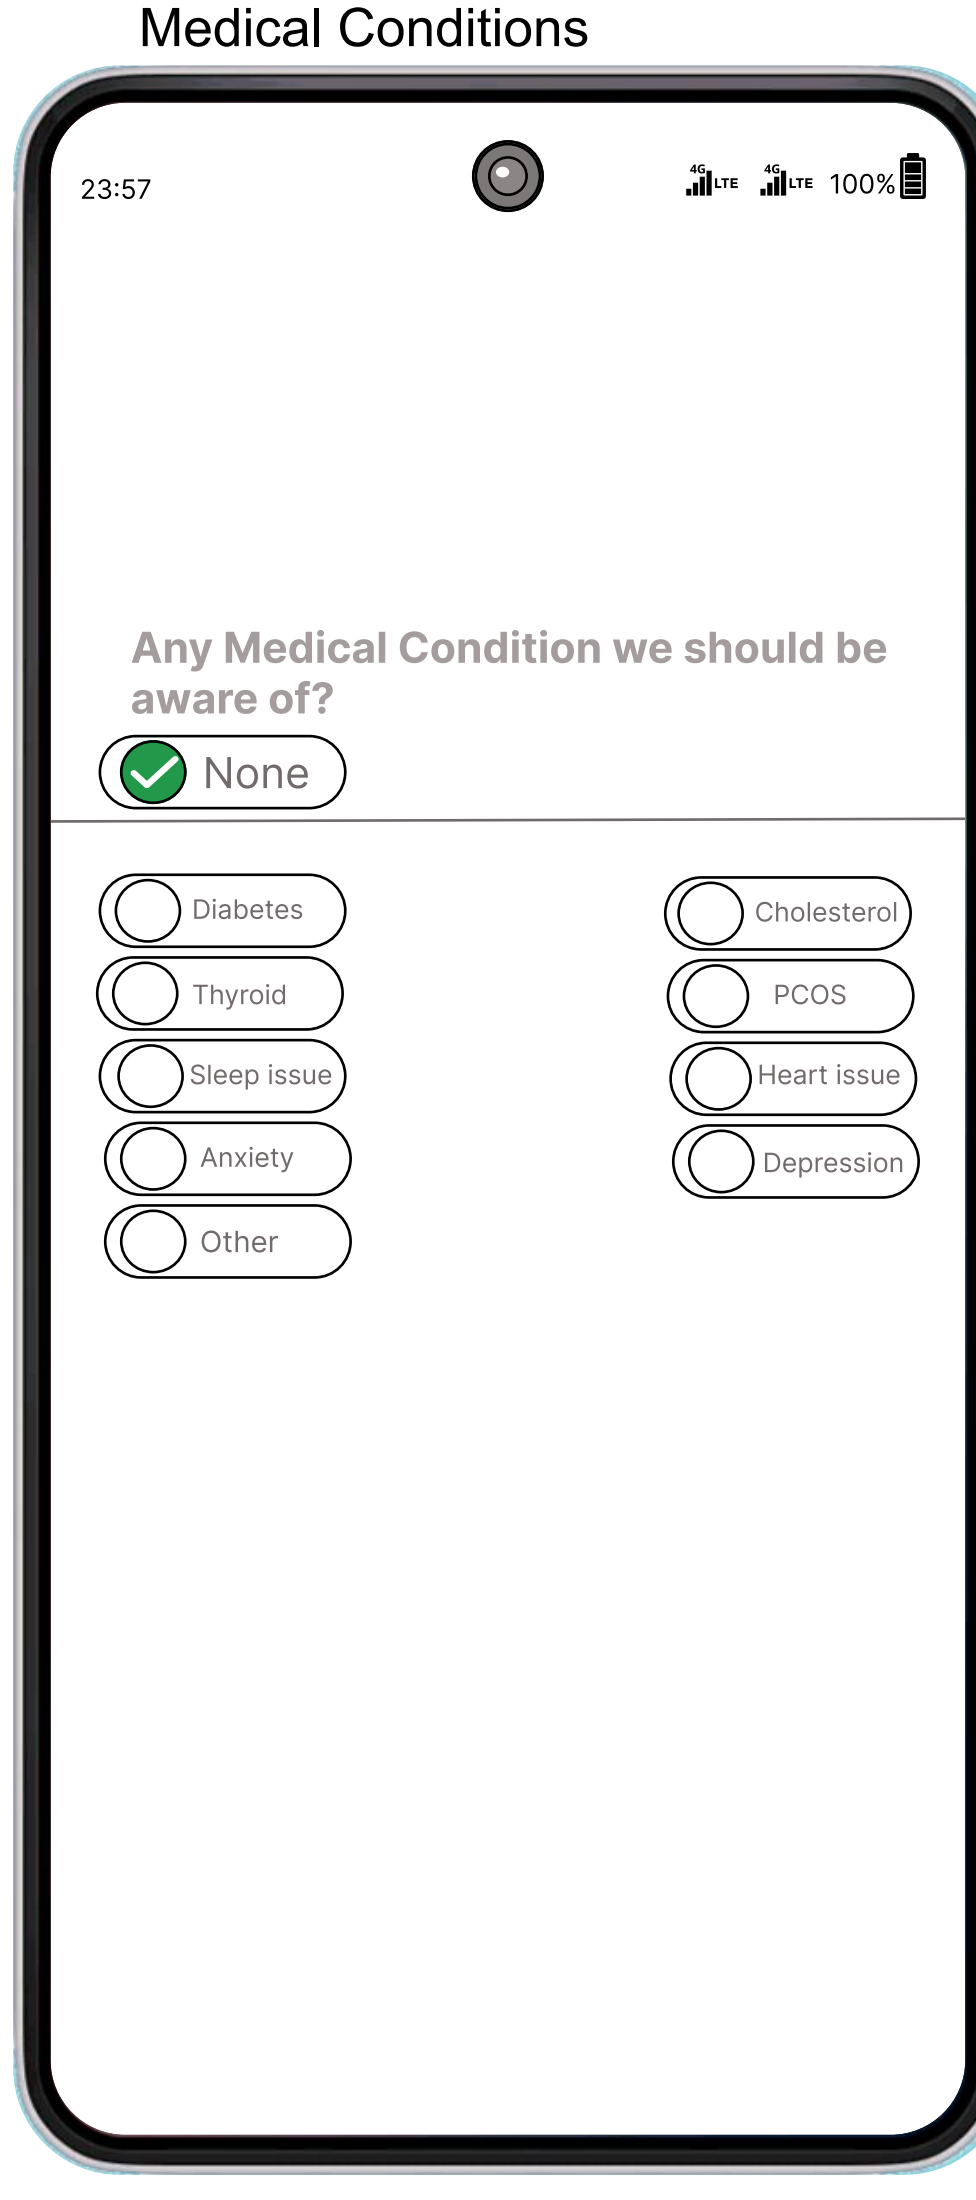 Medical Conditions
23:57
4G LTE 4G LTE 100%
Any Medical Condition we should be
aware of?
None
Diabetes
Cholesterol
Thyroid
PCOS
Sleep issue
Heart issue
Anxiety
Depression
Other